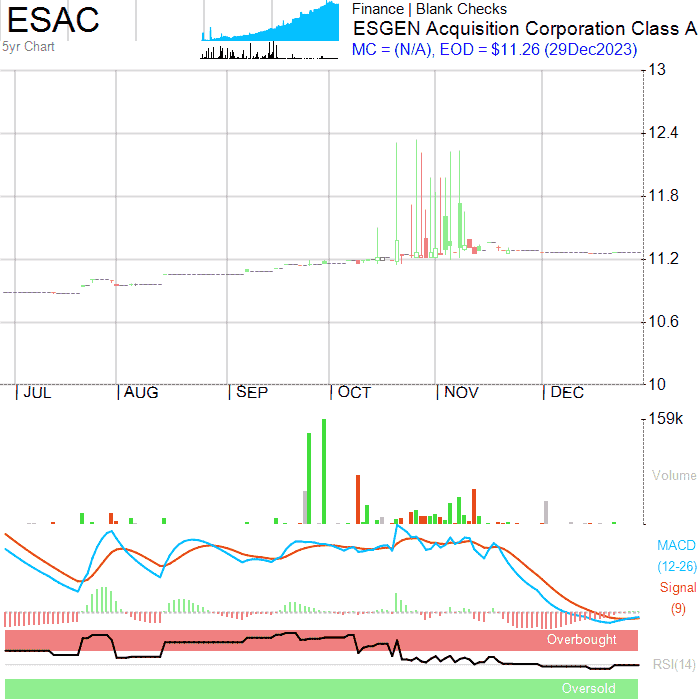 ESAC
5yr Chart
Finance | Blank Checks
ESGEN Acquisition Corporation Class A
MC = (N/A), EOD = $11.26 (29Dec2023)
13
12.4
11.8
11.2
10.6
10
JUL AUG SEP OCT NOV DEC
159k
Volume
MACD
(12-26)
Signal
(9)
Overbought
RSI(14)
Oversold